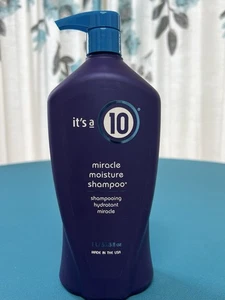 it's a 10
miracle
moisture
shampoo
shampooing
hydratant
miracle
MADE IN THE USA